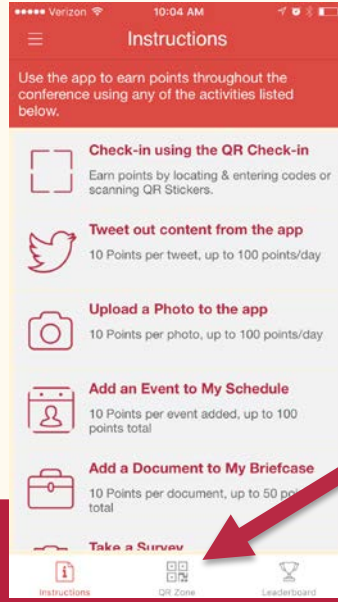 Verizon
10:04 AM
Instructions
Use the app to earn points throughout the
conference using any of the activities listed
below.
Check-in using the QR Check-in
Earn points by locating & entering codes or
scanning QR Stickers.
Tweet out content from the app
10 Points per tweet, up to 100 points/day
Upload a Photo to the app
10 Points per photo, up to 100 points/day
Add an Event to My Schedule
10 Points per event added, up to 100
points total
Add a Document to My Briefcase
10 Points per document, up to 50
total
Take a Survey
Instructions
QR Zone
Leaderboard